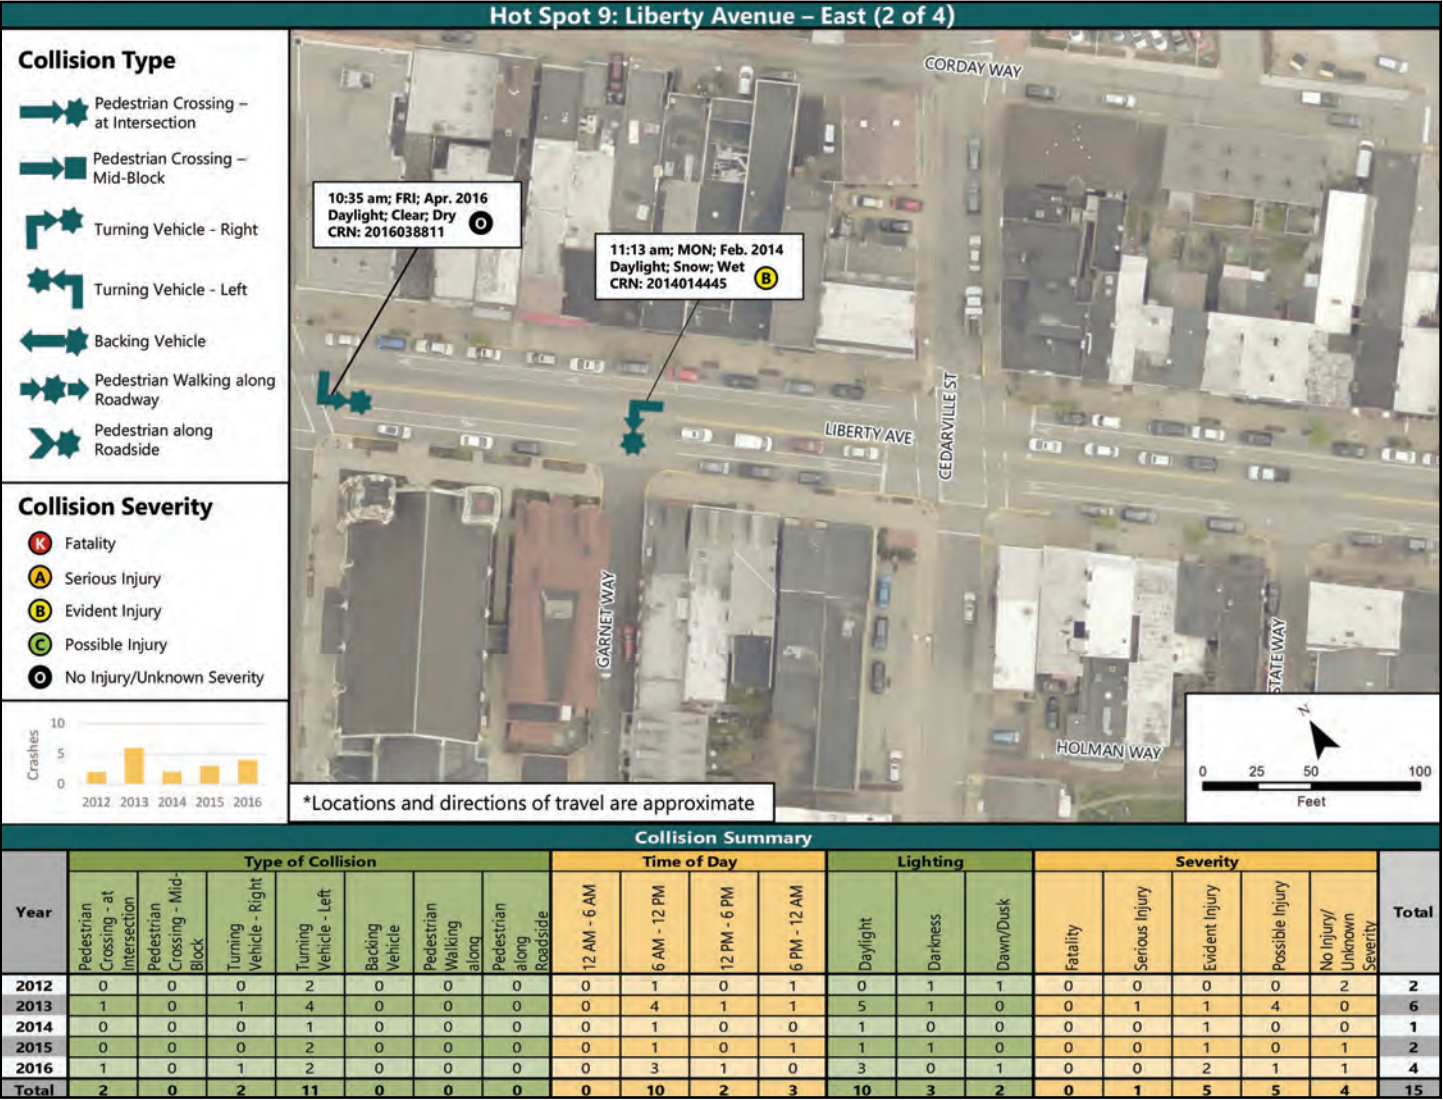 Hot Spot 9: Liberty Avenue – East (2 of 4)
Collision Type
Pedestrian Crossing –
at Intersection
Pedestrian Crossing –
Mid-Block
Turning Vehicle - Right
Turning Vehicle - Left
Backing Vehicle
Pedestrian Walking along
Roadway
Pedestrian along
Roadside
Collision Severity
K Fatality
A Serious Injury
B Evident Injury
C Possible Injury
O No Injury/Unknown Severity
Crashes
10
5
0
2012 2013 2014 2015 2016
CORDAY WAY
10:35 am; FRI; Apr. 2016
Daylight; Clear; Dry O
CRN: 2016038811
11:13 am; MON; Feb. 2014
Daylight; Snow; Wet B
CRN: 2014014445
LIBERTY AVE
CEDARVILLE ST
GARNET WAY
STATE WAY
HOLMAN WAY
N
0 25 50 100
Feet
*Locations and directions of travel are approximate
Collision Summary
Year Type of Collision Time of Day Lighting Severity Total
Pedestrian
Crossing - at
Intersection
Pedestrian
Crossing - Mid-
Block
Turning
Vehicle - Right
Turning
Vehicle - Left
Backing
Vehicle
Pedestrian
Walking
along
Pedestrian
along
Roadside
12 AM - 6 AM
6 AM - 12 PM
12 PM - 6 PM
6 PM - 12 AM
Daylight
Darkness
Dawn/Dusk
Fatality
Serious Injury
Evident Injury
Possible Injury
No Injury/
Unknown
Severity
2012 0 0 0 2 0 0 0 0 1 0 1 0 1 1 0 0 0 0 2 2
2013 1 0 1 4 0 0 0 0 4 1 1 5 1 0 0 1 1 4 0 6
2014 0 0 0 1 0 0 0 0 1 0 0 1 0 0 0 0 1 0 0 1
2015 0 0 0 2 0 0 0 0 1 0 1 1 1 0 0 0 1 0 1 2
2016 1 0 1 2 0 0 0 0 3 1 0 3 0 1 0 0 2 1 1 4
Total 2 0 2 11 0 0 0 0 10 2 3 10 3 2 0 1 5 5 4 15